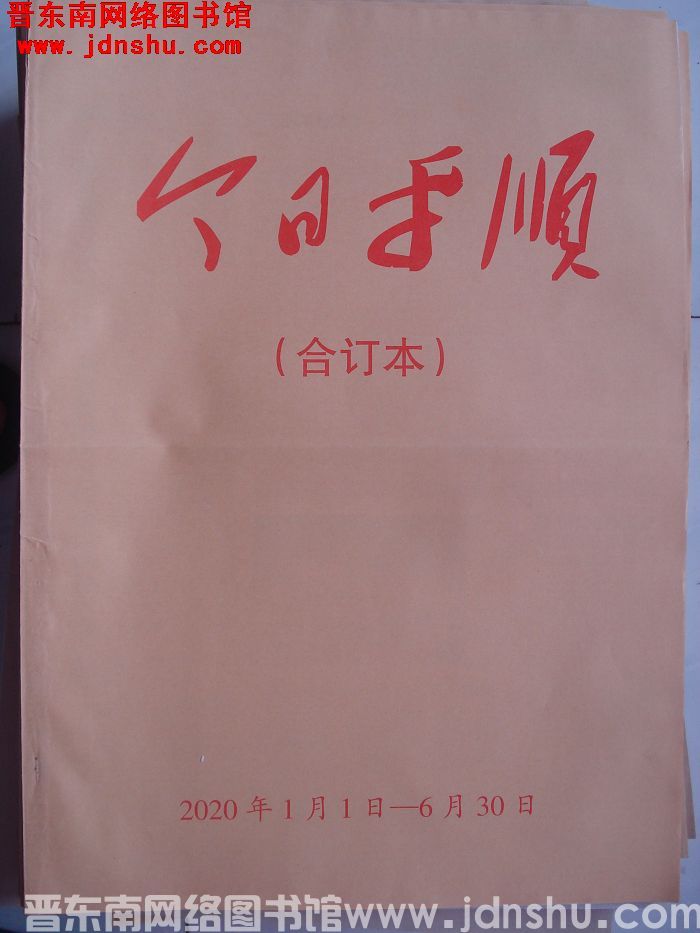 晋东南网络图书馆
www.jdnshu.com
今日平順
（合订本）
2020年1月1日—6月30日
晋东南网络图书馆www.jdnshu.com